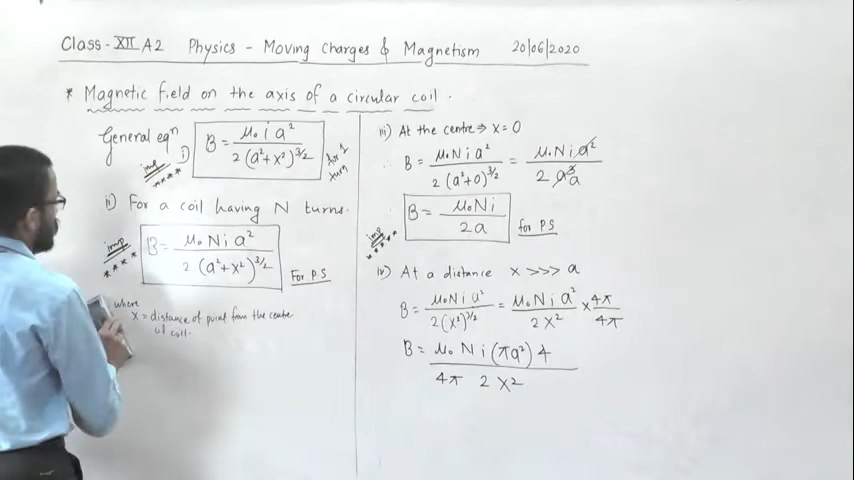 Class-XII A2 Physics - Moving Charges & Magnetism 20/06/2020
* Magnetic field on the axis of a circular coil.
General eqⁿ
imp
****
i) B = μ₀ i a² / 2 (a²+x²)^3/2
for 1
turn
ii) For a coil having N turns.
imp
****
B = μ₀ N i a² / 2 (a²+x²)^3/2
For P.S
where
x = distance of point from the centre
of coil.
iii) At the centre ⇒ x = 0
∴ B = μ₀ N i a² / 2 (a²+0)^3/2 = μ₀ N i a² / 2 a³ a
imp
****
B = μ₀ N i / 2a
for P.S
iv) At a distance x >>> a
B = μ₀ N i a² / 2(x²)^3/2 = μ₀ N i a² / 2 x² × 4π / 4π
B = μ₀ N i (πa²) 4 / 4π 2 x²